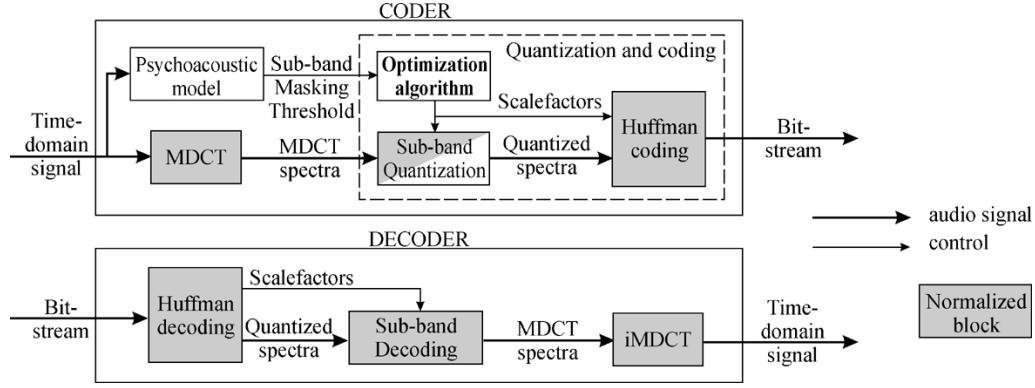 CODER
Quantization and coding
Psychoacoustic
model
Sub-band
Masking
Threshold
Optimization
algorithm
Scalefactors
Time-
domain
signal
MDCT
MDCT
spectra
Sub-band
Quantization
Quantized
spectra
Huffman
coding
Bit-
stream
audio signal
control
DECODER
Bit-
stream
Huffman
decoding
Scalefactors
Quantized
spectra
Sub-band
Decoding
MDCT
spectra
iMDCT
Time-
domain
signal
Normalized
block